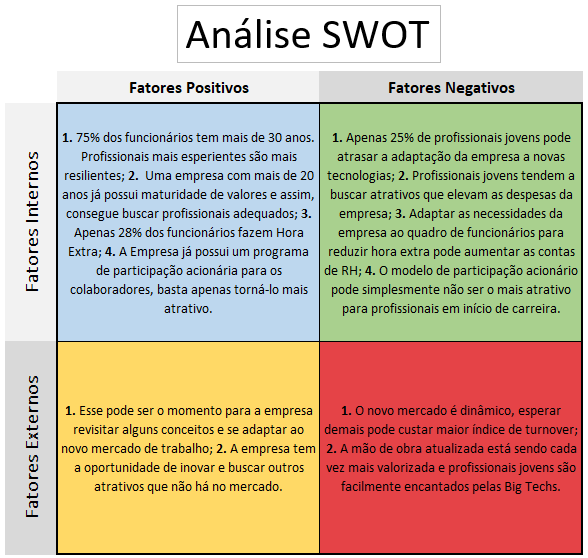 Análise SWOT
Fatores Positivos
Fatores Negativos
Fatores Internos
1. 75% dos funcionários tem mais de 30 anos.
Profissionais mais esperientes são mais
resilientes; 2. Uma empresa com mais de 20
anos já possui maturidade de valores e assim,
consegue buscar profissionais adequados; 3.
Apenas 28% dos funcionários fazem Hora
Extra; 4. A Empresa já possui um programa
de participação acionária para os
colaboradores, basta apenas torná-lo mais
atrativo.
1. Apenas 25% de profissionais jovens pode
atrasar a adaptação da empresa a novas
tecnologias; 2. Profissionais jovens tendem a
buscar atrativos que elevam as despesas da
empresa; 3. Adaptar as necessidades da
empresa ao quadro de funcionários para
reduzir hora extra pode aumentar as contas
de RH; 4. O modelo de participação acionário
pode simplesmente não ser o mais atrativo
para profissionais em início de carreira.
Fatores Externos
1. Esse pode ser o momento para a empresa
revisitar alguns conceitos e se adaptar ao
novo mercado de trabalho; 2. A empresa tem
a oportunidade de inovar e buscar outros
atrativos que não há no mercado.
1. O novo mercado é dinâmico, esperar
demais pode custar maior índice de turnover;
2. A mão de obra atualizada está sendo cada
vez mais valorizada e profissionais jovens são
facilmente encantados pelas Big Techs.